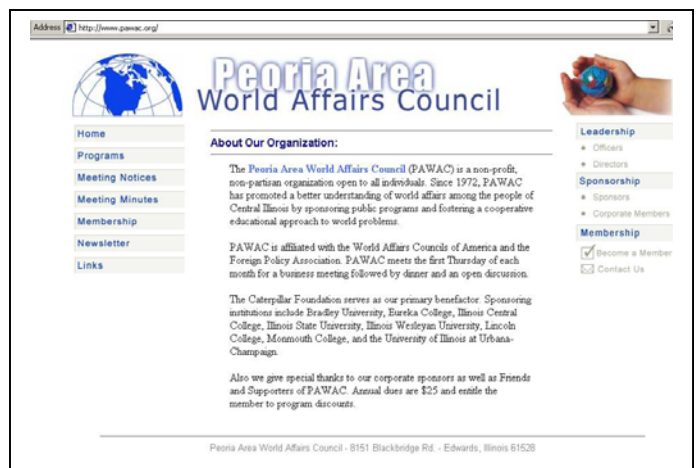 Address http://www.pawac.org/
Peoria Area
World Affairs Council
Home
Programs
Meeting Notices
Meeting Minutes
Membership
Newsletter
Links
About Our Organization:
The Peoria Area World Affairs Council (PAWAC) is a non-profit,
non-partisan organization open to all individuals. Since 1972, PAWAC
has promoted a better understanding of world affairs among the people of
Central Illinois by sponsoring public programs and fostering a cooperative
educational approach to world problems.
PAWAC is affiliated with the World Affairs Councils of America and the
Foreign Policy Association. PAWAC meets the first Thursday of each
month for a business meeting followed by dinner and an open discussion.
The Caterpillar Foundation serves as our primary benefactor. Sponsoring
institutions include Bradley University, Eureka College, Illinois Central
College, Illinois State University, Illinois Wesleyan University, Lincoln
College, Monmouth College, and the University of Illinois at Urbana-
Champaign.
Also we give special thanks to our corporate sponsors as well as Friends
and Supporters of PAWAC. Annual dues are $25 and entitle the
member to program discounts.
Leadership
Officers
Directors
Sponsorship
Sponsors
Corporate Members
Membership
Become a Member
Contact Us
Peoria Area World Affairs Council - 8151 Blackbridge Rd. - Edwards, Illinois 61528